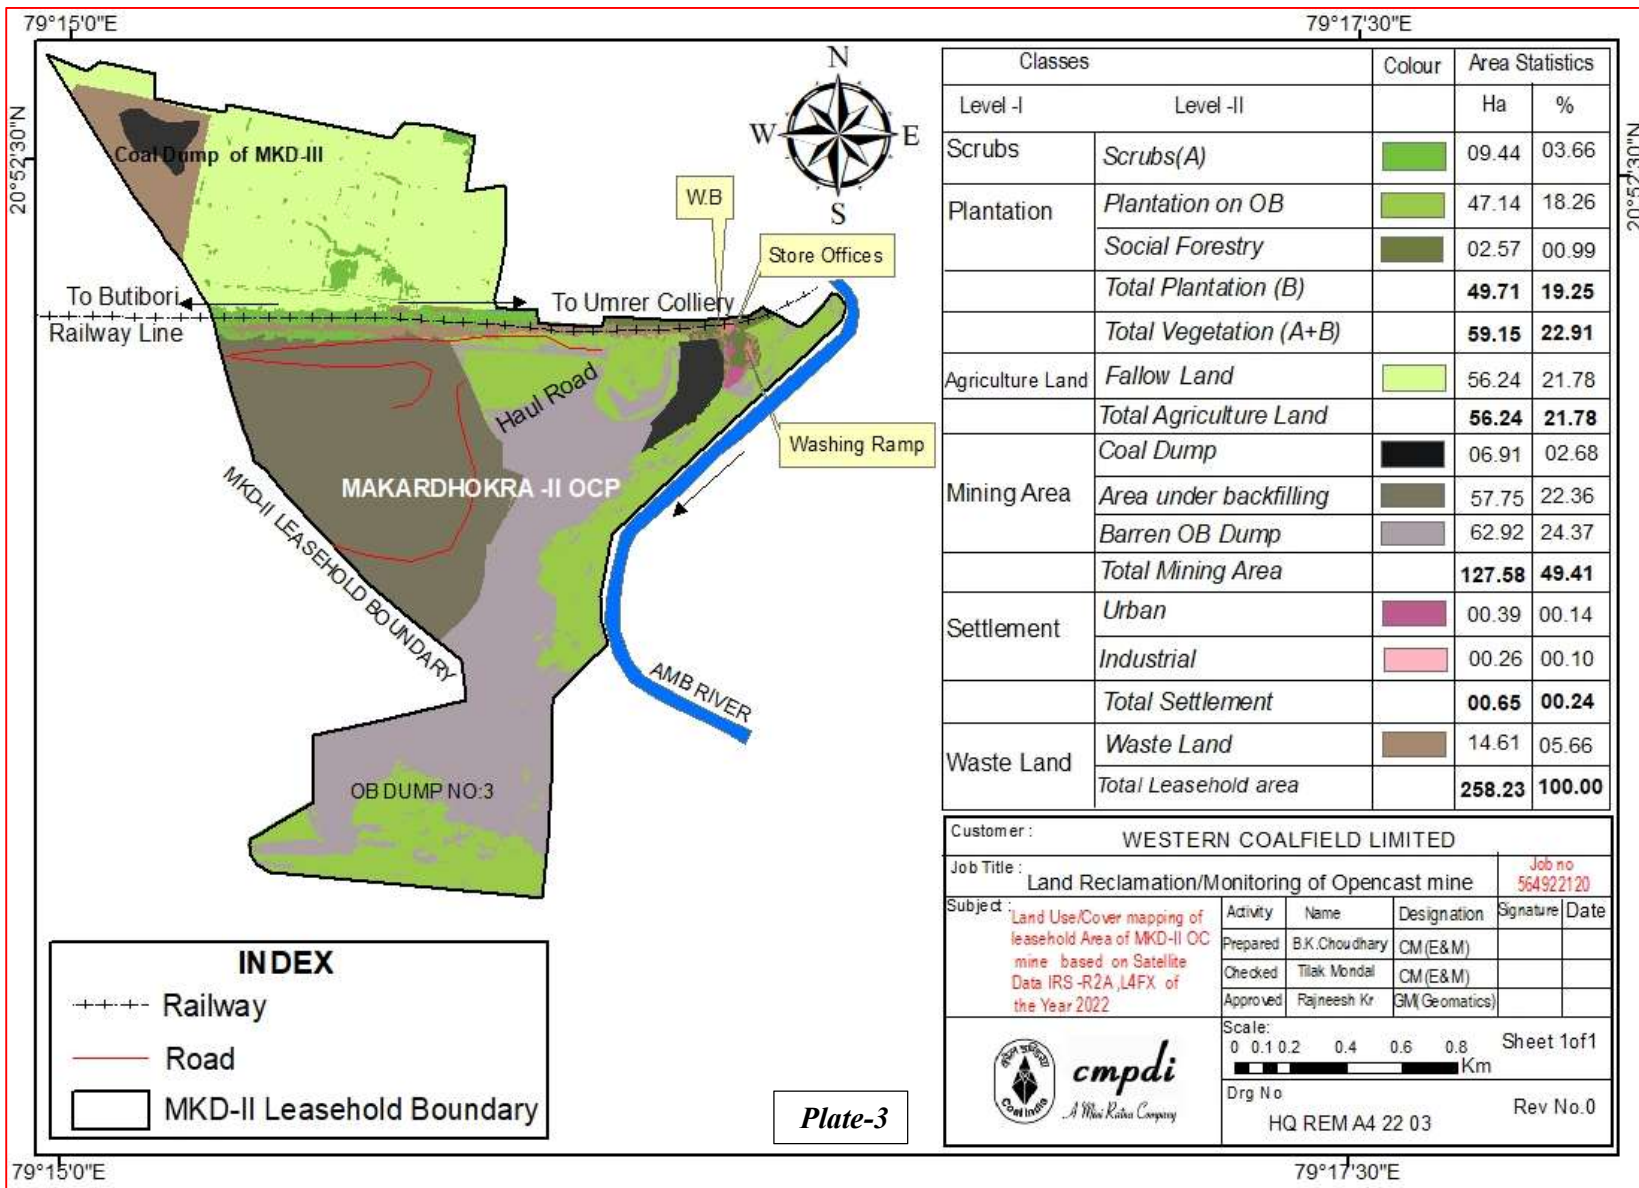 79°15'0"E
79°17'30"E
20°52'30"N
20°52'30"N
N
W
E
S
Coal Dump of MKD-III
W.B
Store Offices
To Butibori
To Umrer Colliery
Railway Line
Haul Road
Washing Ramp
MAKARDHOKRA -II OCP
MKD-II LEASEHOLD BOUNDARY
AMB RIVER
OB DUMP NO:3
Classes Colour Area Statistics
Level -I Level -II Ha %
Scrubs Scrubs(A) 09.44 03.66
Plantation Plantation on OB 47.14 18.26
Social Forestry 02.57 00.99
Total Plantation (B) 49.71 19.25
Total Vegetation (A+B) 59.15 22.91
Agriculture Land Fallow Land 56.24 21.78
Total Agriculture Land 56.24 21.78
Mining Area Coal Dump 06.91 02.68
Area under backfilling 57.75 22.36
Barren OB Dump 62.92 24.37
Total Mining Area 127.58 49.41
Settlement Urban 00.39 00.14
Industrial 00.26 00.10
Total Settlement 00.65 00.24
Waste Land Waste Land 14.61 05.66
Total Leasehold area 258.23 100.00
Customer : WESTERN COALFIELD LIMITED
Job Title : Land Reclamation/Monitoring of Opencast mine
Job no
564922120
Subject : Land Use/Cover mapping of
leasehold Area of MKD-II OC
mine based on Satellite
Data IRS -R2A ,L4FX of
the Year 2022
Activity Name Designation Signature Date
Prepared B.K.Choudhary CM(E&M)
Checked Tilak Mondal CM(E&M)
Approved Rajneesh Kr GM(Geomatics)
Scale:
0 0.1 0.2 0.4 0.6 0.8
Km
Sheet 1of1
Drg No
HQ REM A4 22 03
Rev No.0
Coal India
cmpdi
A Mini Ratna Company
INDEX
Railway
Road
MKD-II Leasehold Boundary
Plate-3
79°15'0"E
79°17'30"E